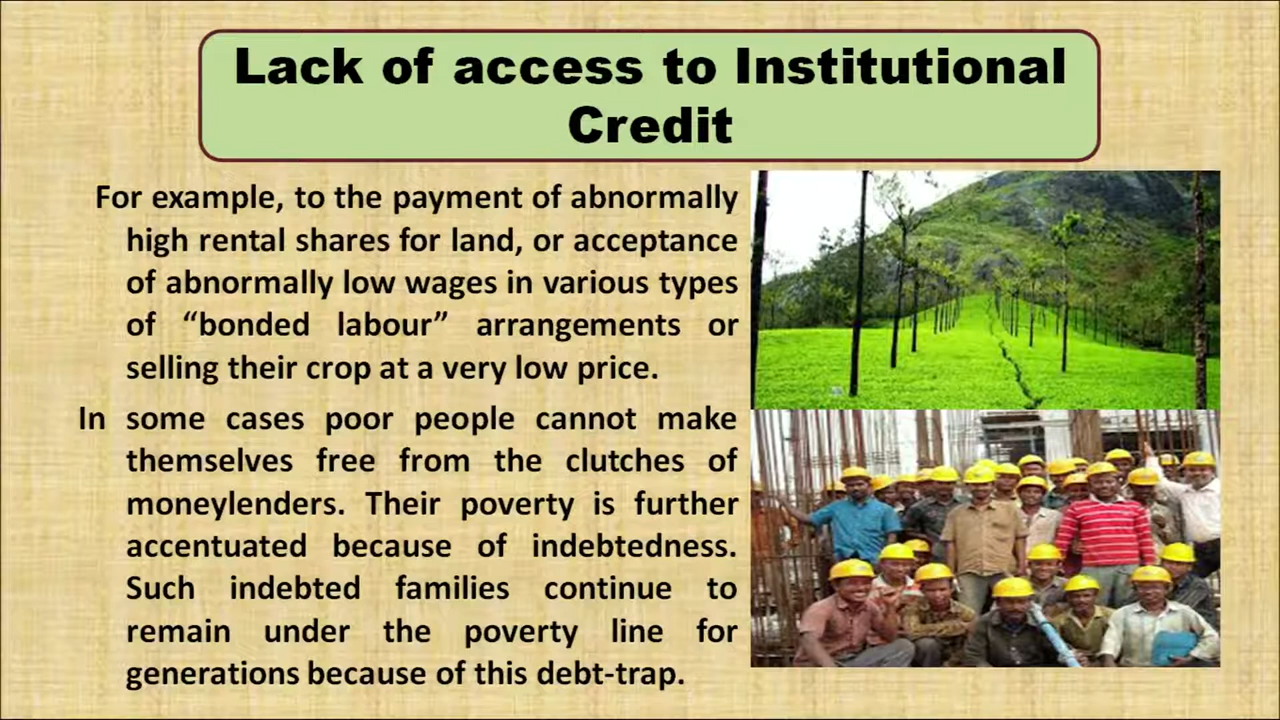 Lack of access to Institutional
Credit
For example, to the payment of abnormally
high rental shares for land, or acceptance
of abnormally low wages in various types
of “bonded labour” arrangements or
selling their crop at a very low price.
In some cases poor people cannot make
themselves free from the clutches of
moneylenders. Their poverty is further
accentuated because of indebtedness.
Such indebted families continue to
remain under the poverty line for
generations because of this debt-trap.